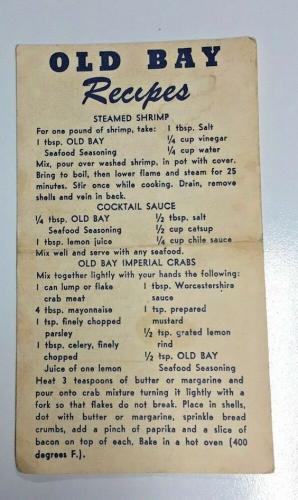 OLD BAY
Recipes
STEAMED SHRIMP
For one pound of shrimp, take: 1 tbsp. Salt
1 tbsp. OLD BAY ¼ cup vinegar
Seafood Seasoning ¼ cup water
Mix, pour over washed shrimp, in pot with cover.
Bring to boil, then lower flame and steam for 25
minutes. Stir once while cooking. Drain, remove
shells and vein in back.
COCKTAIL SAUCE
¼ tbsp. OLD BAY ½ tbsp. salt
Seafood Seasoning ½ cup catsup
1 tbsp. lemon juice ¼ cup chile sauce
Mix well and serve with any seafood.
OLD BAY IMPERIAL CRABS
Mix together lightly with your hands the following:
1 can lump or flake 1 tbsp. Worcestershire
crab meat sauce
4 tbsp. mayonnaise 1 tsp. prepared
1 tsp. finely chopped mustard
parsley ½ tsp. grated lemon
1 tbsp. celery, finely rind
chopped ½ tsp. OLD BAY
Juice of one lemon Seafood Seasoning
Heat 3 teaspoons of butter or margarine and
pour onto crab mixture turning it lightly with a
fork so that flakes do not break. Place in shells,
dot with butter or margarine, sprinkle bread
crumbs, add a pinch of paprika and a slice of
bacon on top of each. Bake in a hot oven (400
degrees F.).